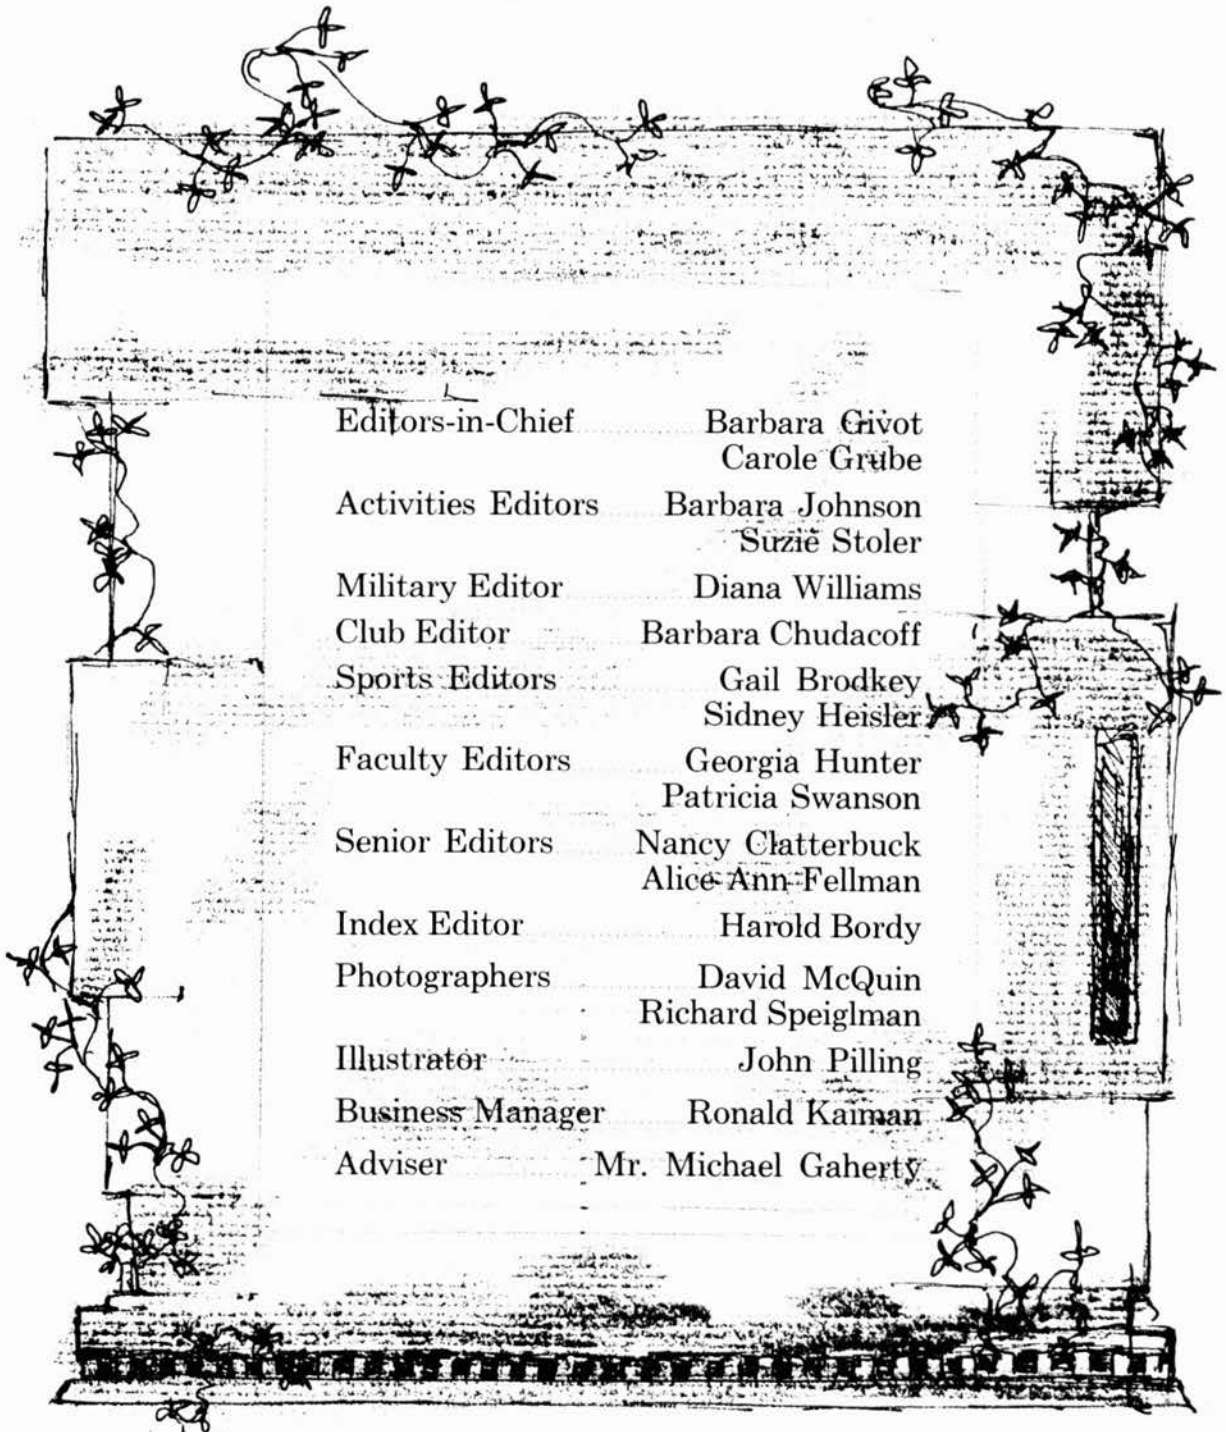 Editors-in-Chief Barbara Givot
Carole Grube
Activities Editors Barbara Johnson
Suzie Stoler
Military Editor Diana Williams
Club Editor Barbara Chudacoff
Sports Editors Gail Brodkey
Sidney Heisler
Faculty Editors Georgia Hunter
Patricia Swanson
Senior Editors Nancy Clatterbuck
Alice Ann Fellman
Index Editor Harold Bordy
Photographers David McQuin
Richard Speiglman
Illustrator John Pilling
Business Manager Ronald Kaiman
Adviser Mr. Michael Gaherty